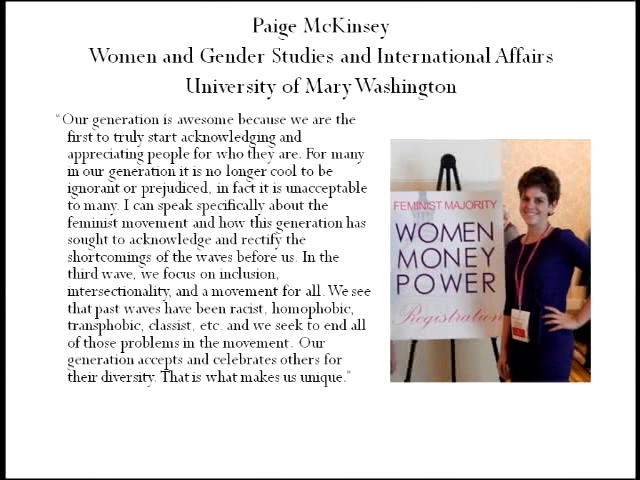 Paige McKinsey
Women and Gender Studies and International Affairs
University of Mary Washington
“Our generation is awesome because we are the
first to truly start acknowledging and
appreciating people for who they are. For many
in our generation it is no longer cool to be
ignorant or prejudiced, in fact it is unacceptable
to many. I can speak specifically about the
feminist movement and how this generation has
sought to acknowledge and rectify the
shortcomings of the waves before us. In the
third wave, we focus on inclusion,
intersectionality, and a movement for all. We see
that past waves have been racist, homophobic,
transphobic, classist, etc. and we seek to end all
of those problems in the movement. Our
generation accepts and celebrates others for
their diversity. That is what makes us unique.”
FEMINIST MAJORITY
WOMEN
MONEY
POWER
Registration